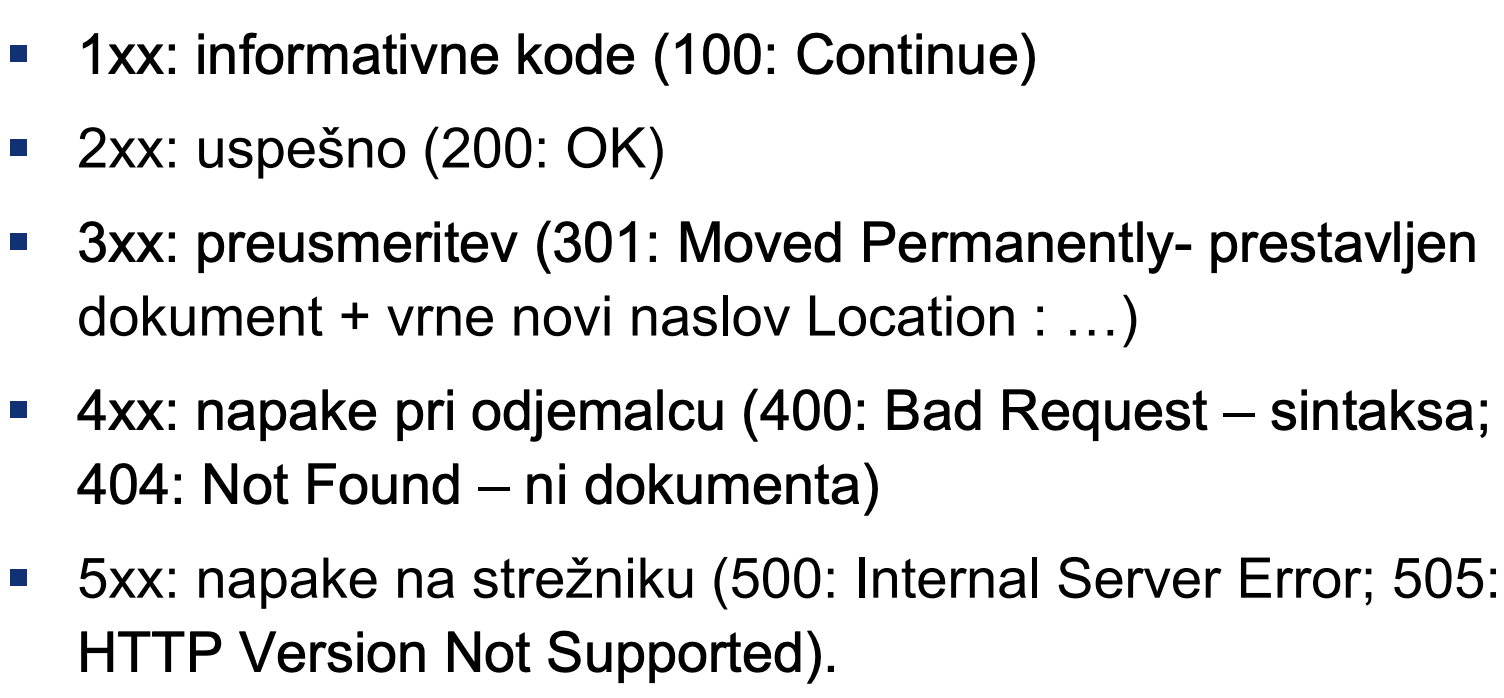 ▪ 1xx: informativne kode (100: Continue)
▪ 2xx: uspešno (200: OK)
▪ 3xx: preusmeritev (301: Moved Permanently- prestavljen
dokument + vrne novi naslov Location : …)
▪ 4xx: napake pri odjemalcu (400: Bad Request – sintaksa;
404: Not Found – ni dokumenta)
▪ 5xx: napake na strežniku (500: Internal Server Error; 505:
HTTP Version Not Supported).